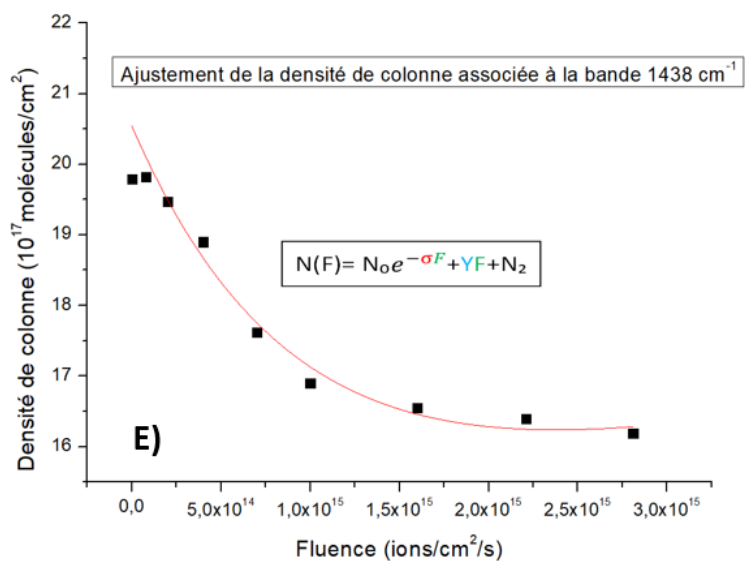 22
21
20
19
18
17
16
Densité de colonne (10¹⁷molécules/cm²)
Ajustement de la densité de colonne associée à la bande 1438 cm⁻¹
N(F)= N₀e^{-σF}+YF+N₂
E)
0,0 5,0x10¹⁴ 1,0x10¹⁵ 1,5x10¹⁵ 2,0x10¹⁵ 2,5x10¹⁵ 3,0x10¹⁵
Fluence (ions/cm²/s)